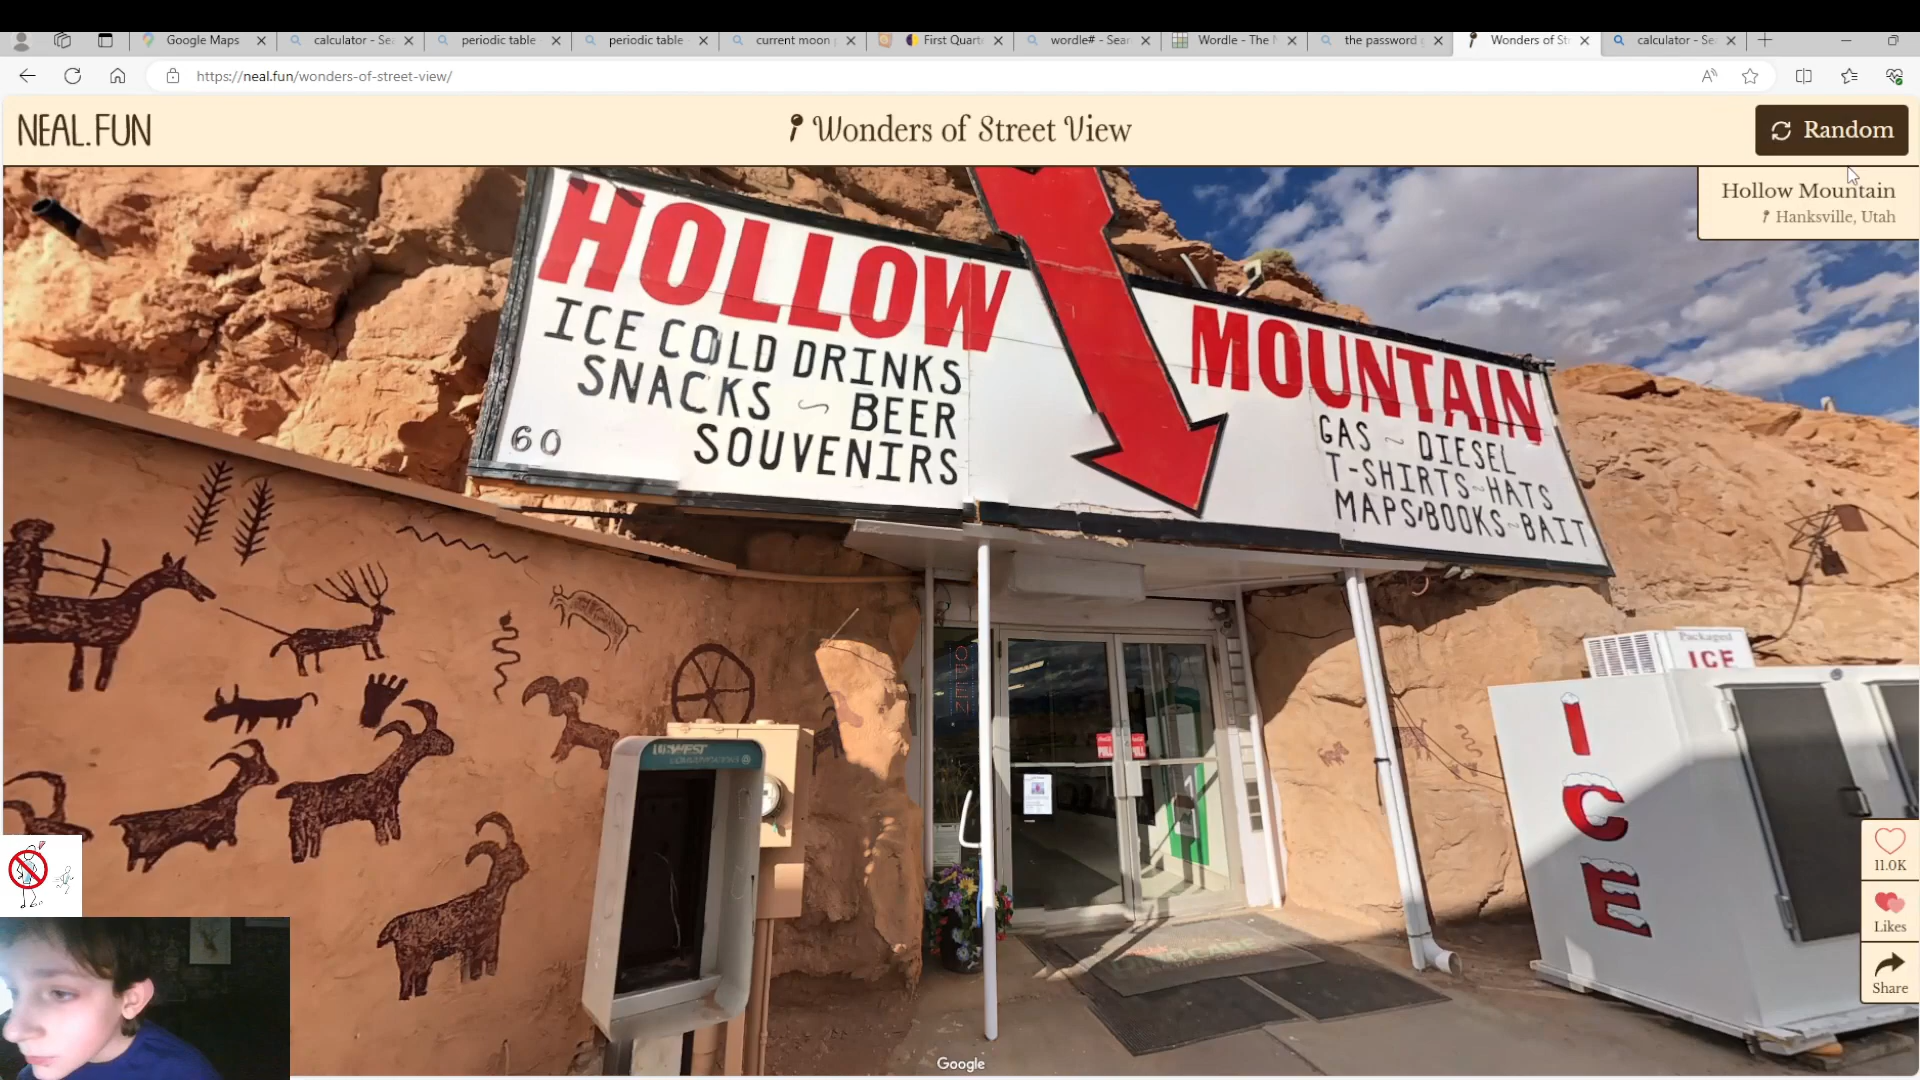 Google Maps
calculator - Se
periodic table
periodic table
current moon
First Quart
wordle# - Sear
Wordle - The
the password
Wonders of St
calculator - Se
https://neal.fun/wonders-of-street-view/
NEAL.FUN
Wonders of Street View
Random
Hollow Mountain
Hanksville, Utah
HOLLOW
ICE COLD DRINKS
SNACKS ~ BEER
SOUVENIRS
60
MOUNTAIN
GAS ~ DIESEL
T-SHIRTS~HATS
MAPS/BOOKS~BAIT
OPEN
PULL
PULL
Packaged
ICE
ICE
11.0K
Likes
Share
Google